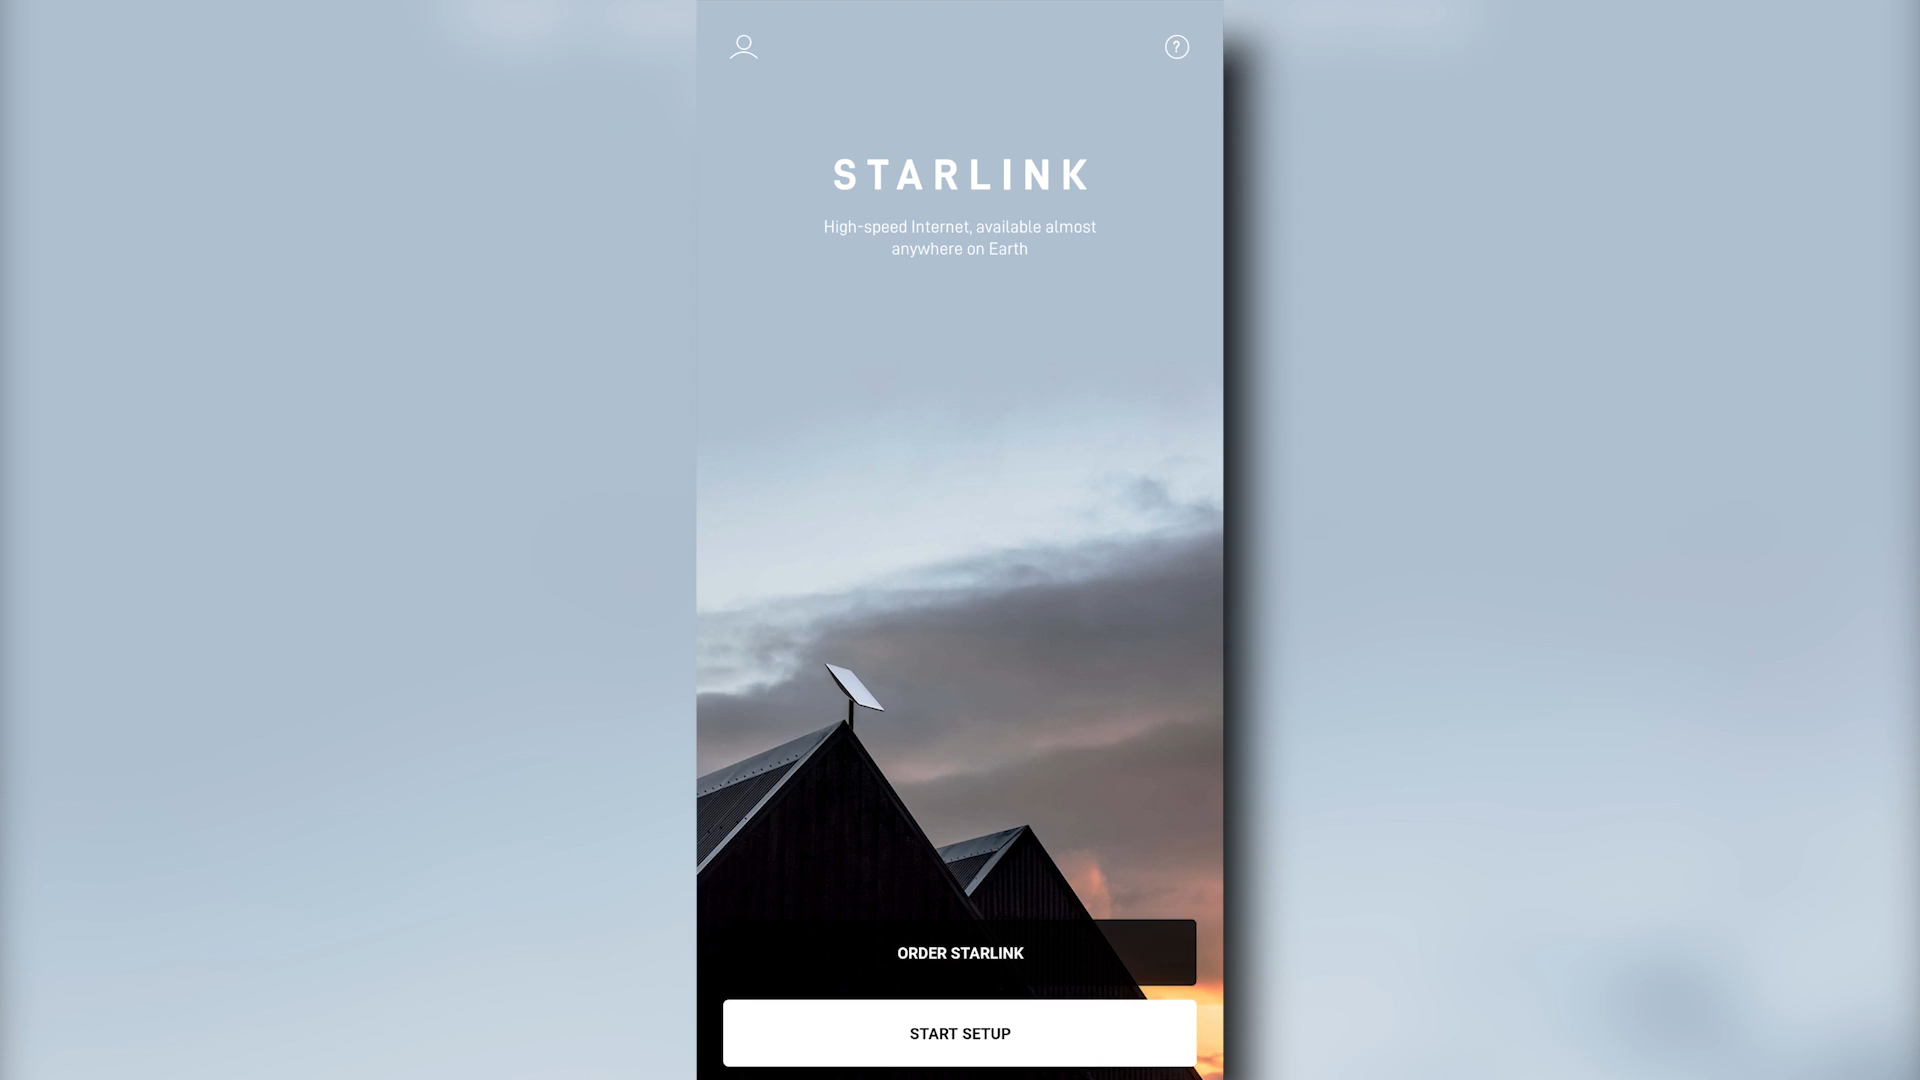 STARLINK
High-speed Internet, available almost
anywhere on Earth
ORDER STARLINK
START SETUP